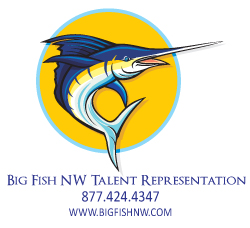 Big Fish NW Talent Representation
877.424.4347
www.bigfishnw.com